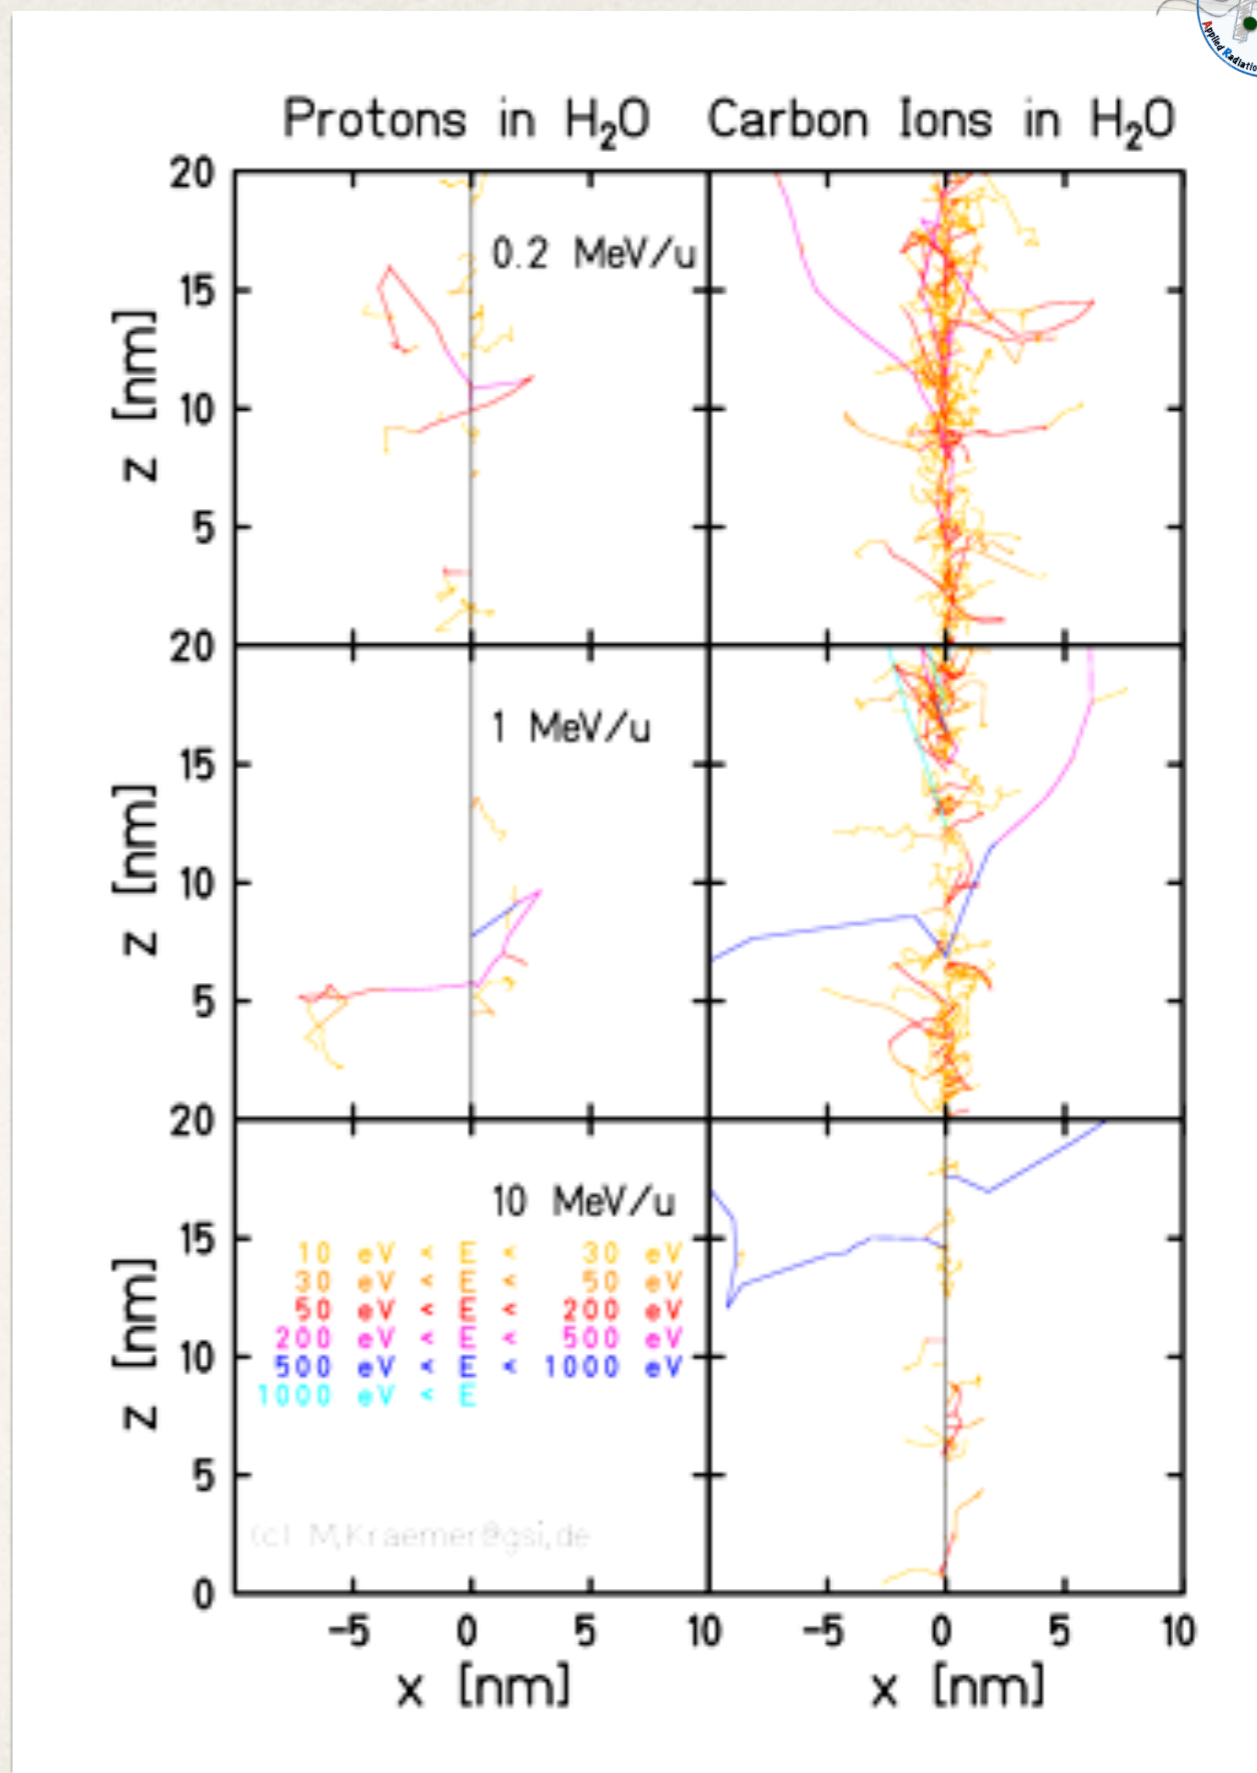 Applied Radiatio
Protons in H₂O
Carbon Ions in H₂O
20
0.2 MeV/u
15
z [nm]
10
5
20
1 MeV/u
15
z [nm]
10
5
20
10 MeV/u
15
10 eV < E < 30 eV
30 eV < E < 50 eV
50 eV < E < 200 eV
200 eV < E < 500 eV
500 eV < E < 1000 eV
1000 eV < E
z [nm]
10
5
(c) M.Kraemer@gsi.de
0
-5 0 5 10 -5 0 5 10
x [nm] x [nm]